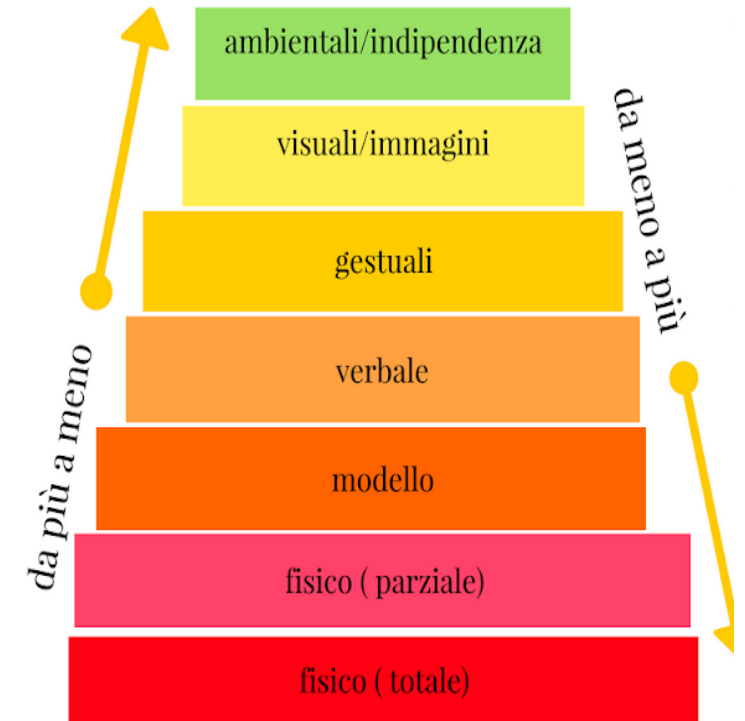 ambientali/indipendenza
visuali/immagini
gestuali
verbale
modello
fisico ( parziale)
fisico ( totale)
da più a meno
da meno a più